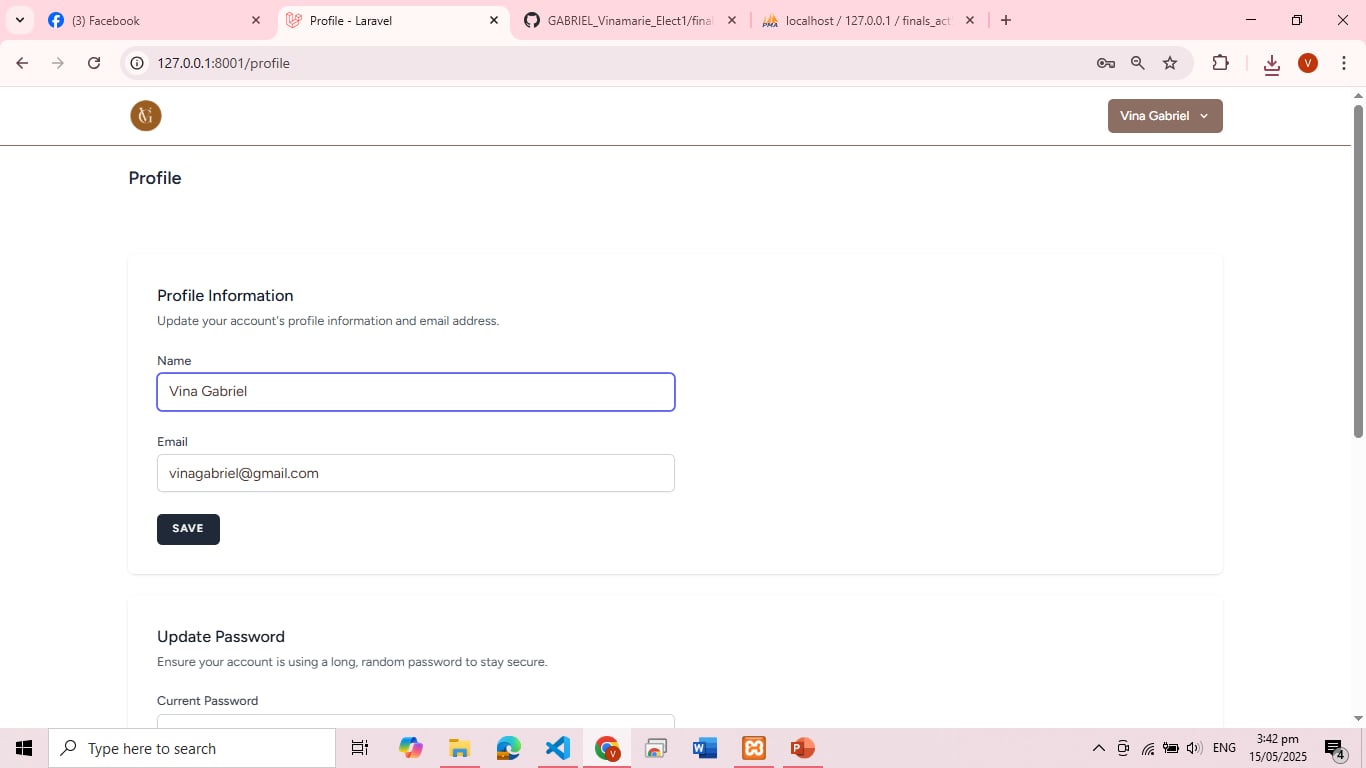 (3) Facebook
Profile - Laravel
GABRIEL_Vinamarie_Elect1/final
localhost / 127.0.0.1 / finals_act
127.0.0.1:8001/profile
V
VG
Vina Gabriel
Profile
Profile Information
Update your account's profile information and email address.
Name
Vina Gabriel
Email
vinagabriel@gmail.com
SAVE
Update Password
Ensure your account is using a long, random password to stay secure.
Current Password
Type here to search
ENG
3:42 pm
15/05/2025
4